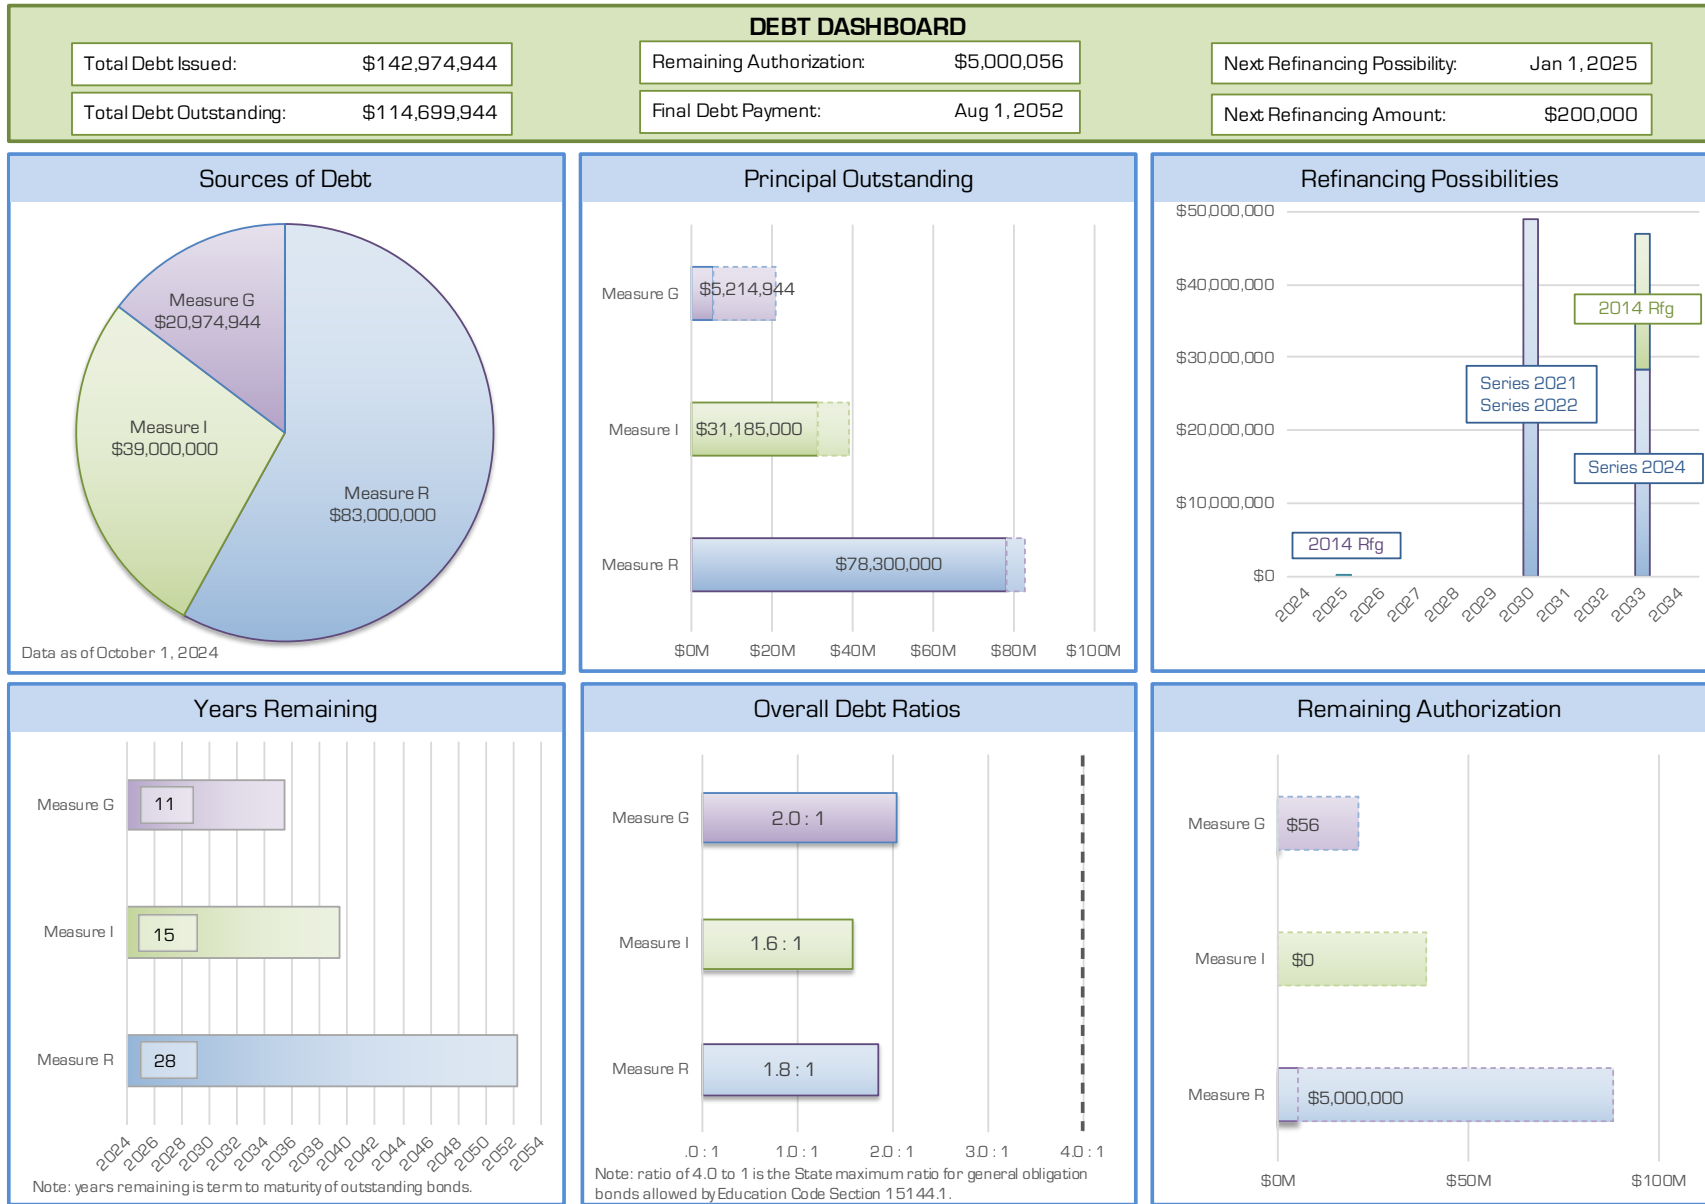 DEBT DASHBOARD
Total Debt Issued: $142,974,944
Remaining Authorization: $5,000,056
Next Refinancing Possibility: Jan 1, 2025
Total Debt Outstanding: $114,699,944
Final Debt Payment: Aug 1, 2052
Next Refinancing Amount: $200,000
Sources of Debt
Measure G
$20,974,944
Measure I
$39,000,000
Measure R
$83,000,000
Data as of October 1, 2024
Principal Outstanding
Measure G $5,214,944
Measure I $31,185,000
Measure R $78,300,000
$0M $20M $40M $60M $80M $100M
Refinancing Possibilities
$50,000,000
$40,000,000
2014 Rfg
$30,000,000
Series 2021
Series 2022
$20,000,000
Series 2024
$10,000,000
2014 Rfg
$0
2024 2025 2026 2027 2028 2029 2030 2031 2032 2033 2034
Years Remaining
Measure G 11
Measure I 15
Measure R 28
2024 2026 2028 2030 2032 2034 2036 2038 2040 2042 2044 2046 2048 2050 2052 2054
Note: years remaining is term to maturity of outstanding bonds.
Overall Debt Ratios
Measure G 2.0 : 1
Measure I 1.6 : 1
Measure R 1.8 : 1
.0 : 1 1.0 : 1 2.0 : 1 3.0 : 1 4.0 : 1
Note: ratio of 4.0 to 1 is the State maximum ratio for general obligation
bonds allowed by Education Code Section 15144.1.
Remaining Authorization
Measure G $56
Measure I $0
Measure R $5,000,000
$0M $50M $100M